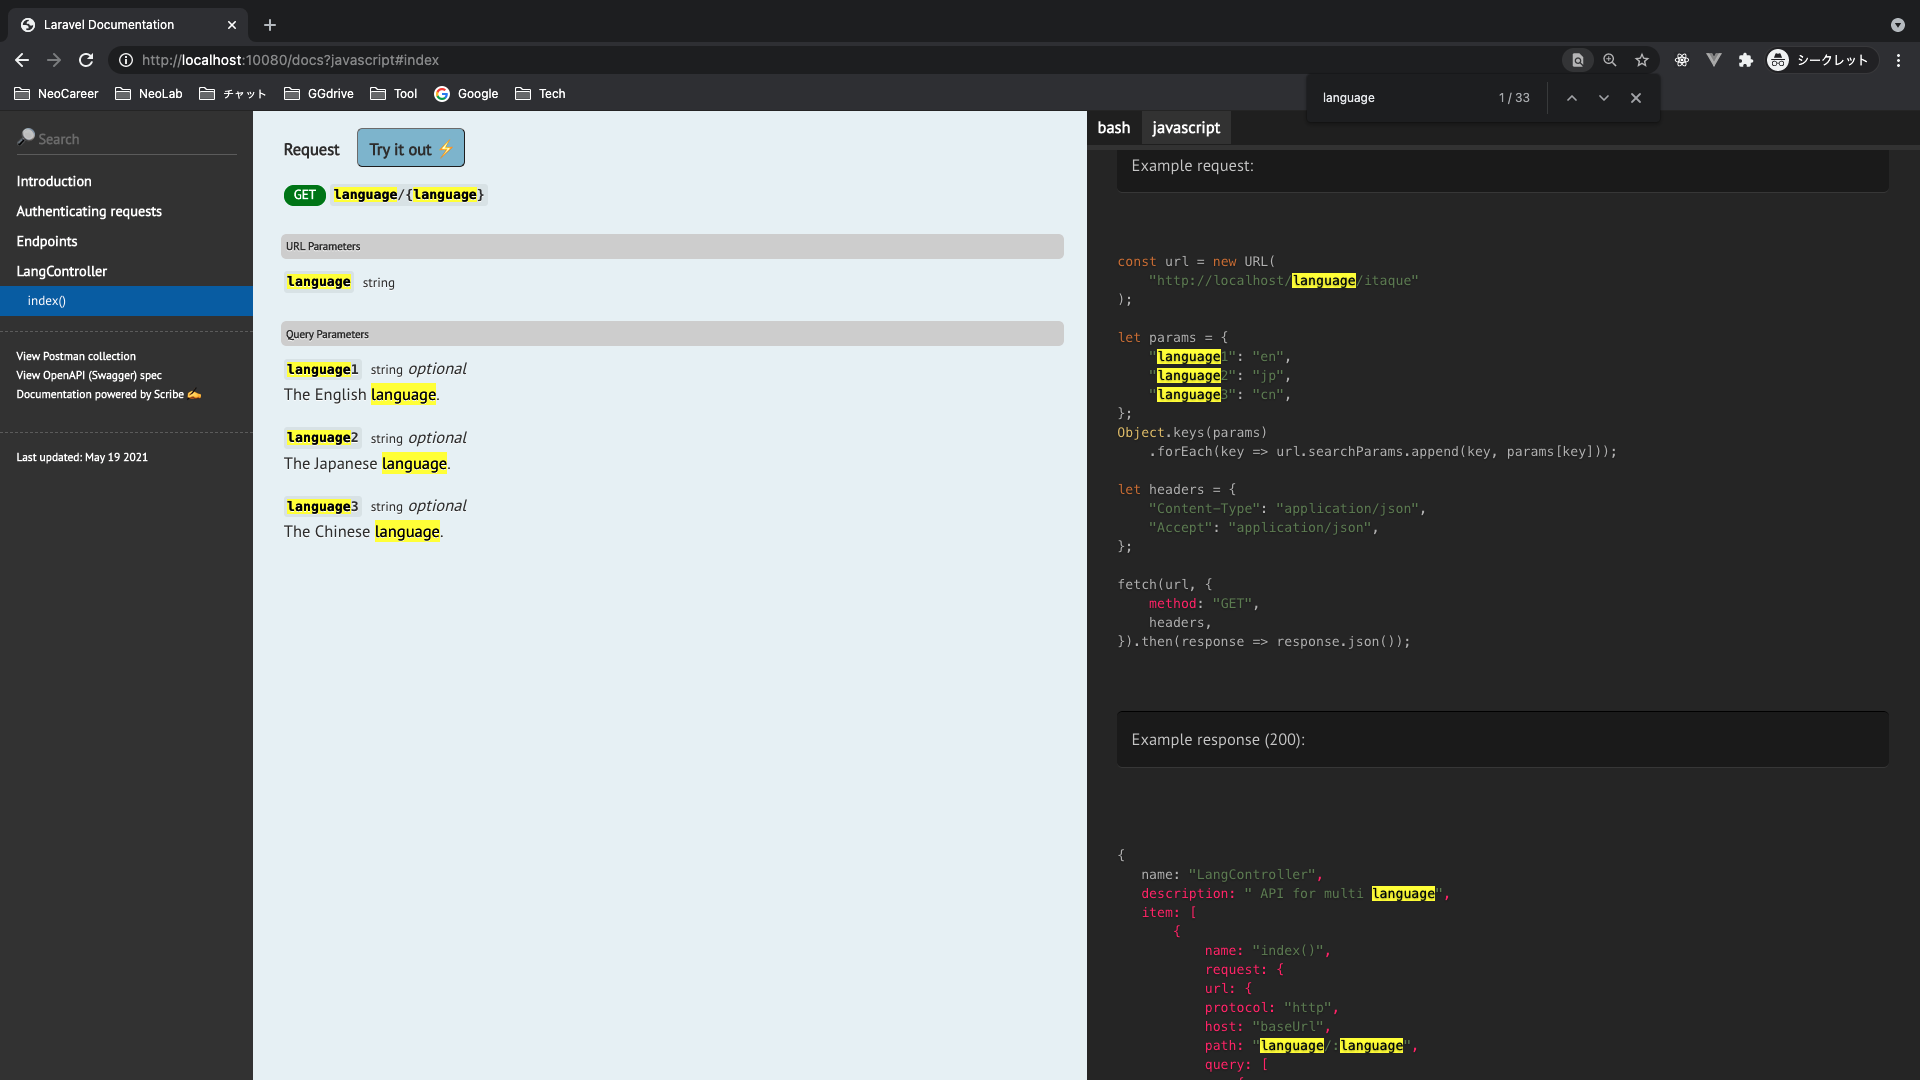 Laravel Documentation
http://localhost:10080/docs?javascript#index
シークレット
NeoCareer
NeoLab
チャット
GGdrive
Tool
Google
Tech
language
1/33
Search
Introduction
Authenticating requests
Endpoints
LangController
index()
View Postman collection
View OpenAPI (Swagger) spec
Documentation powered by Scribe ✍
Last updated: May 19 2021
Request
Try it out ⚡
GET language/{language}
URL Parameters
language string
Query Parameters
language1 string optional
The English language.
language2 string optional
The Japanese language.
language3 string optional
The Chinese language.
bash
javascript
Example request:
const url = new URL(
    "http://localhost/language/itaque"
);
let params = {
    "language1": "en",
    "language2": "jp",
    "language3": "cn",
};
Object.keys(params)
    .forEach(key => url.searchParams.append(key, params[key]));
let headers = {
    "Content-Type": "application/json",
    "Accept": "application/json",
};
fetch(url, {
    method: "GET",
    headers,
}).then(response => response.json());
Example response (200):
{
   name: "LangController",
   description: " API for multi language",
   item: [
       {
           name: "index()",
           request: {
           url: {
           protocol: "http",
           host: "baseUrl",
           path: "language/:language",
           query: [